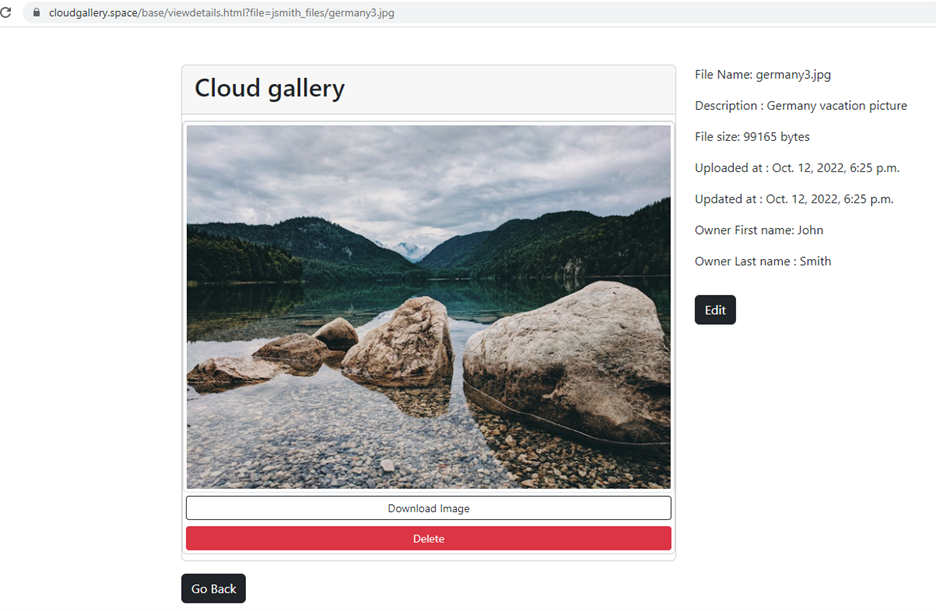 cloudgallery.space/base/viewdetails.html?file=jsmith_files/germany3.jpg
Cloud gallery
File Name: germany3.jpg
Description : Germany vacation picture
File size: 99165 bytes
Uploaded at : Oct. 12, 2022, 6:25 p.m.
Updated at : Oct. 12, 2022, 6:25 p.m.
Owner First name: John
Owner Last name : Smith
Edit
Download Image
Delete
Go Back